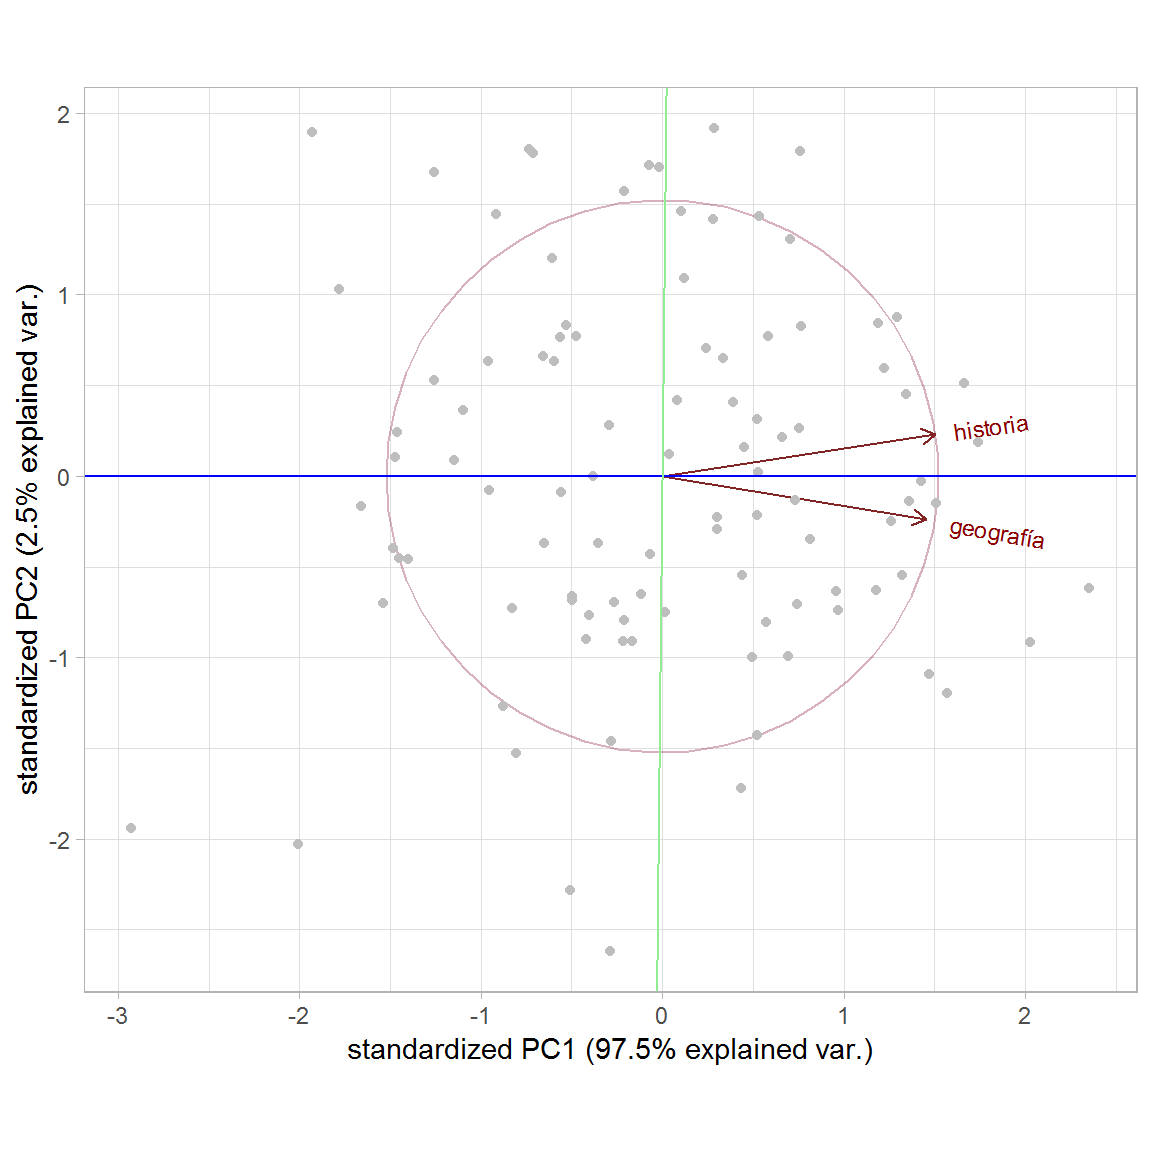 2
1
0
-1
-2
standardized PC2 (2.5% explained var.)
historia
geografía
-3
-2
-1
0
1
2
standardized PC1 (97.5% explained var.)